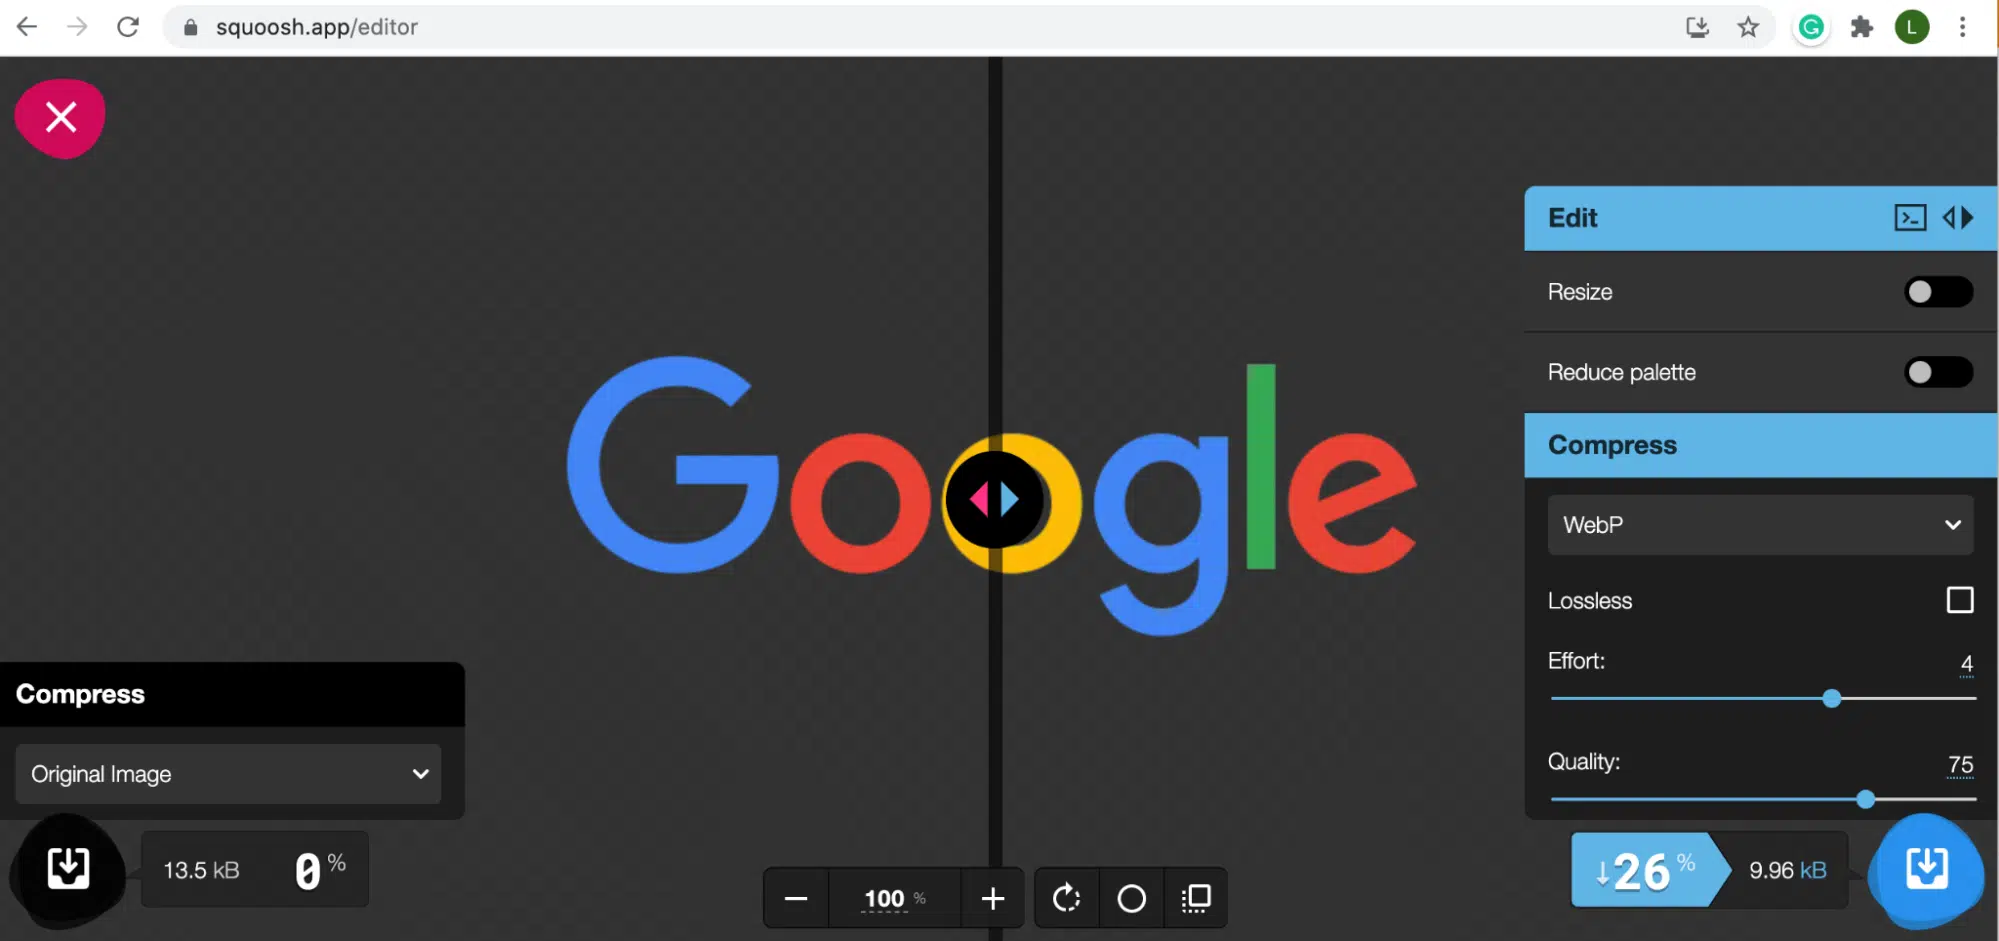 squoosh.app/editor
L
Google
Edit
Resize
Reduce palette
Compress
WebP
Lossless
Effort: 4
Quality: 75
Compress
Original Image
13.5 kB 0 %
100 %
↓26 % 9.96 kB